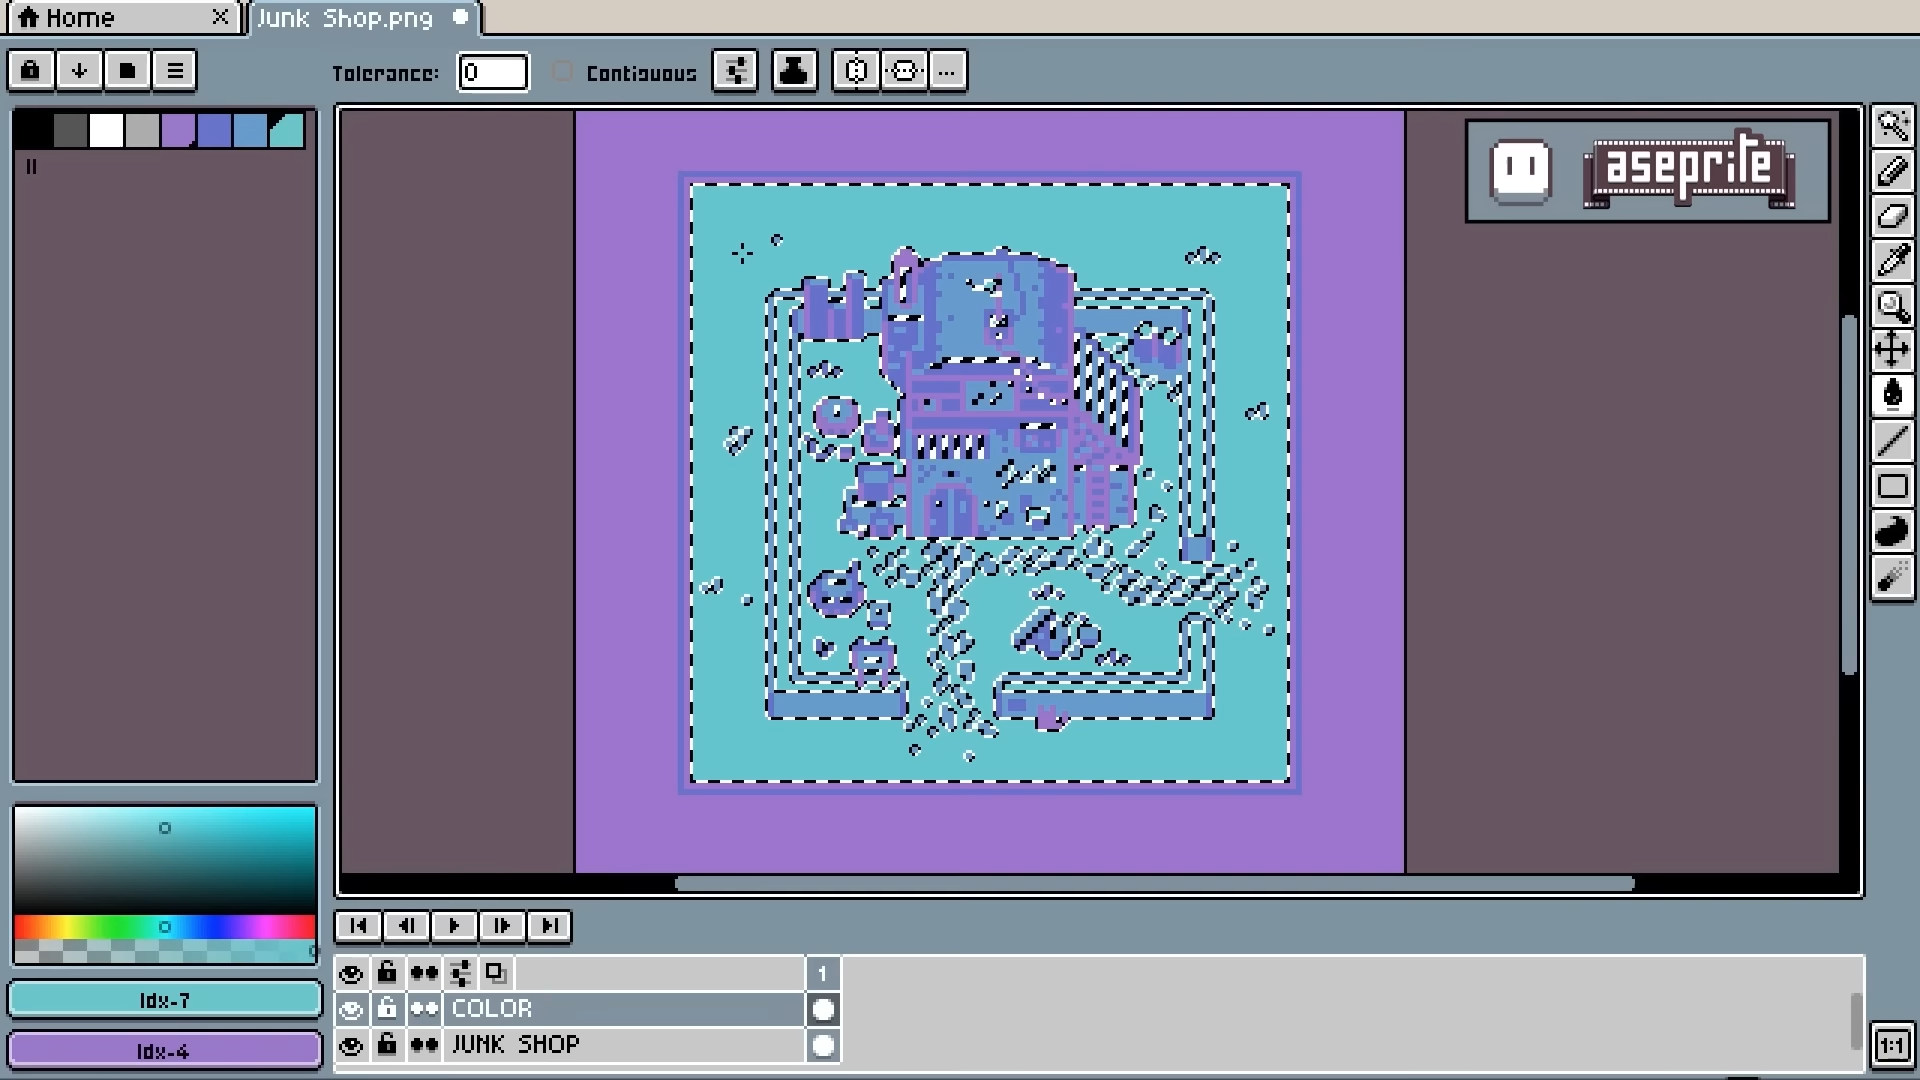 Home
Junk Shop.png
Tolerance: 0
Contiguous
...
aseprite
1
COLOR
JUNK SHOP
Idx-7
Idx-4
1:1